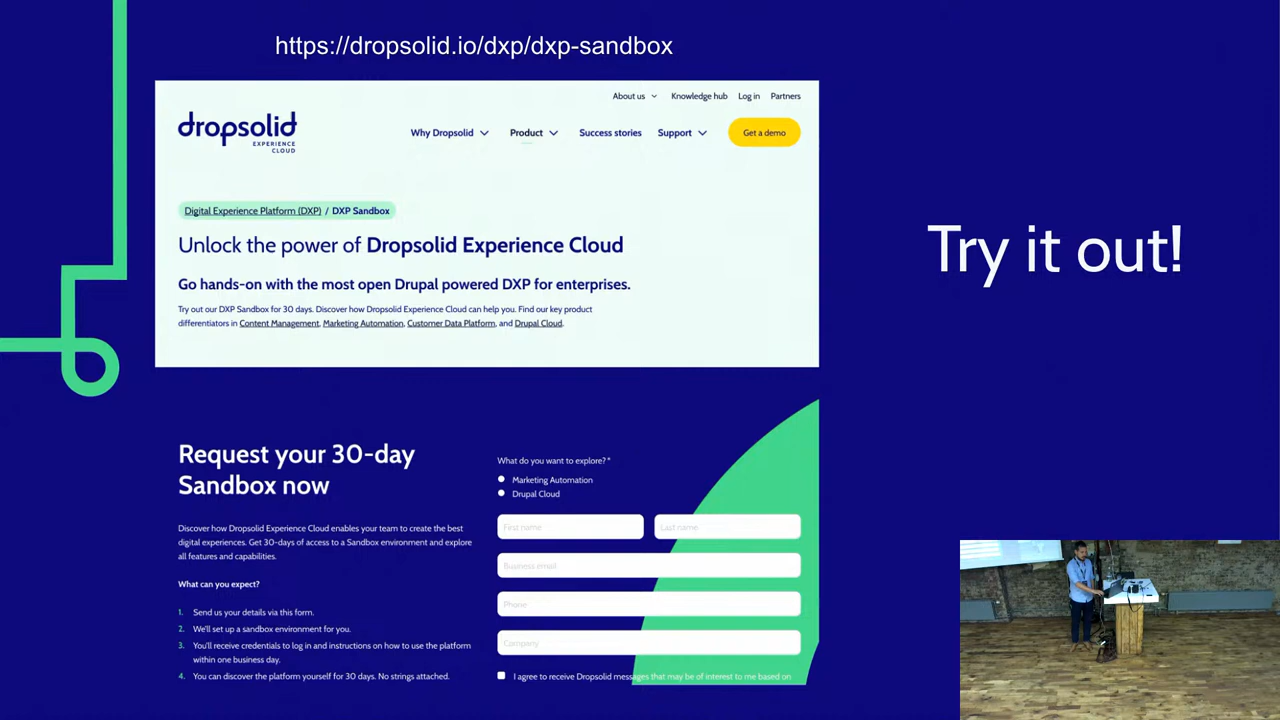 https://dropsolid.io/dxp/dxp-sandbox
About us
Knowledge hub
Log in
Partners
dropsolid
EXPERIENCE
CLOUD
Why Dropsolid
Product
Success stories
Support
Get a demo
Digital Experience Platform (DXP) / DXP Sandbox
Unlock the power of Dropsolid Experience Cloud
Go hands-on with the most open Drupal powered DXP for enterprises.
Try out our DXP Sandbox for 30 days. Discover how Dropsolid Experience Cloud can help you. Find our key product
differentiators in Content Management, Marketing Automation, Customer Data Platform, and Drupal Cloud.
Try it out!
Request your 30-day
Sandbox now
Discover how Dropsolid Experience Cloud enables your team to create the best
digital experiences. Get 30-days of access to a Sandbox environment and explore
all features and capabilities.
What can you expect?
1. Send us your details via this form.
2. We'll set up a sandbox environment for you.
3. You'll receive credentials to log in and instructions on how to use the platform
within one business day.
4. You can discover the platform yourself for 30 days. No strings attached.
What do you want to explore? *
Marketing Automation
Drupal Cloud
First name
Last name
Business email
Phone
Company
I agree to receive Dropsolid messages that may be of interest to me based on